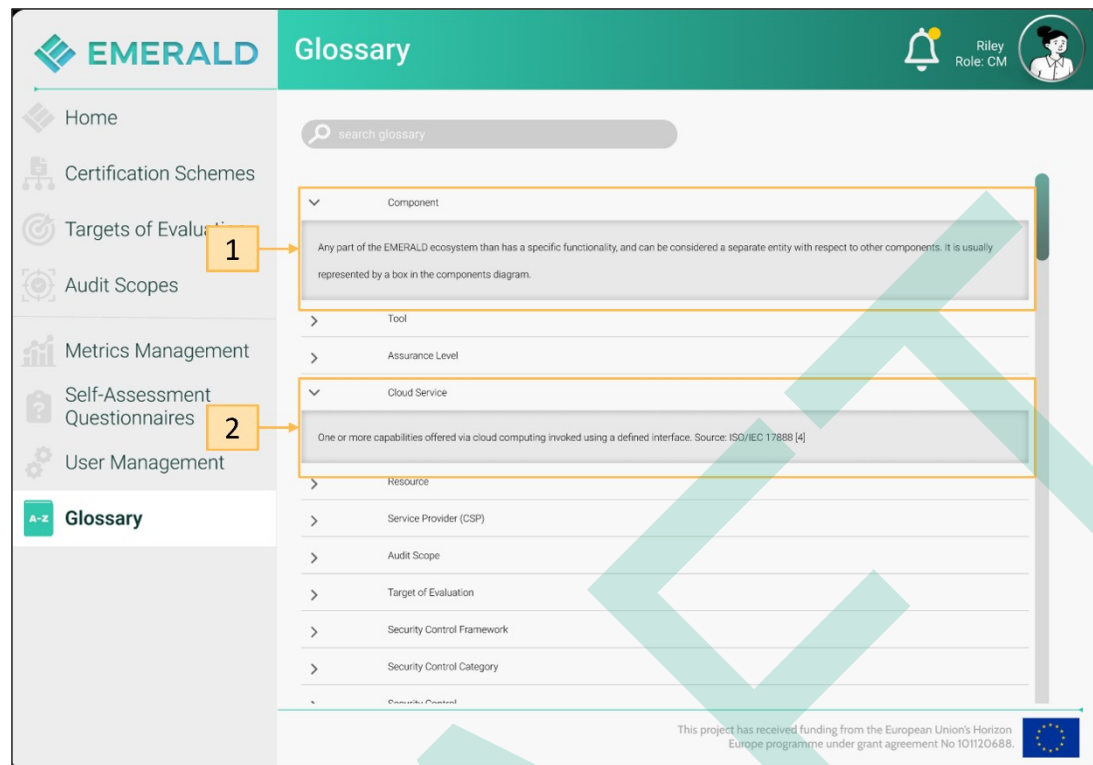 EMERALD
Glossary
Riley
Role: CM
Home
Certification Schemes
Targets of Evaluation
Audit Scopes
Metrics Management
Self-Assessment
Questionnaires
User Management
A-Z Glossary
1
2
search glossary
Component
Any part of the EMERALD ecosystem than has a specific functionality, and can be considered a separate entity with respect to other components. It is usually
represented by a box in the components diagram.
Tool
Assurance Level
Cloud Service
One or more capabilities offered via cloud computing invoked using a defined interface. Source: ISO/IEC 17888 [4]
Resource
Service Provider (CSP)
Audit Scope
Target of Evaluation
Security Control Framework
Security Control Category
Security Control
This project has received funding from the European Union's Horizon
Europe programme under grant agreement No 101120688.